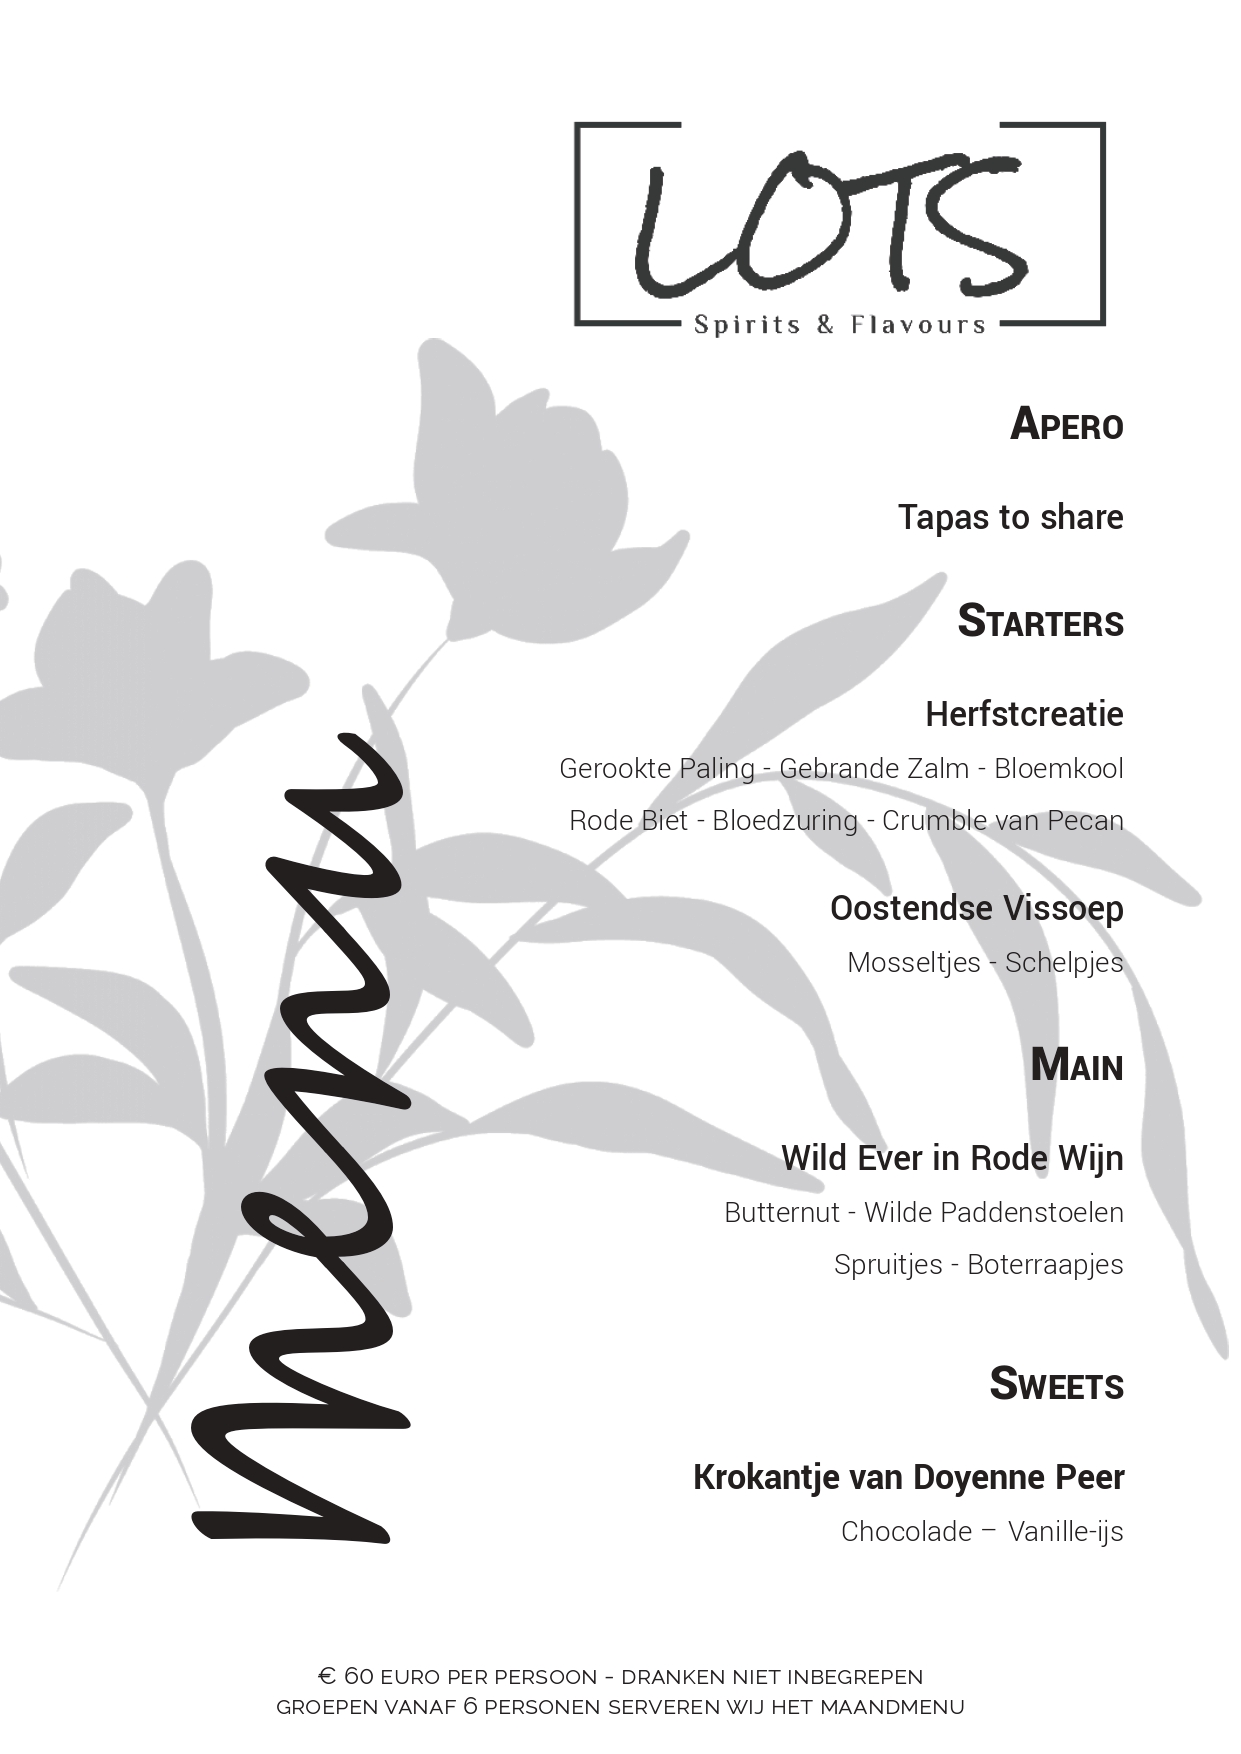 LOTS
Spirits & Flavours
menu
APERO
Tapas to share
STARTERS
Herfstcreatie
Gerookte Paling - Gebrande Zalm - Bloemkool
Rode Biet - Bloedzuring - Crumble van Pecan
Oostendse Vissoep
Mosseltjes - Schelpjes
MAIN
Wild Ever in Rode Wijn
Butternut - Wilde Paddenstoelen
Spruitjes - Boterraapjes
SWEETS
Krokantje van Doyenne Peer
Chocolade – Vanille-ijs
€ 60 EURO PER PERSOON - DRANKEN NIET INBEGREPEN
GROEPEN VANAF 6 PERSONEN SERVEREN WIJ HET MAANDMENU